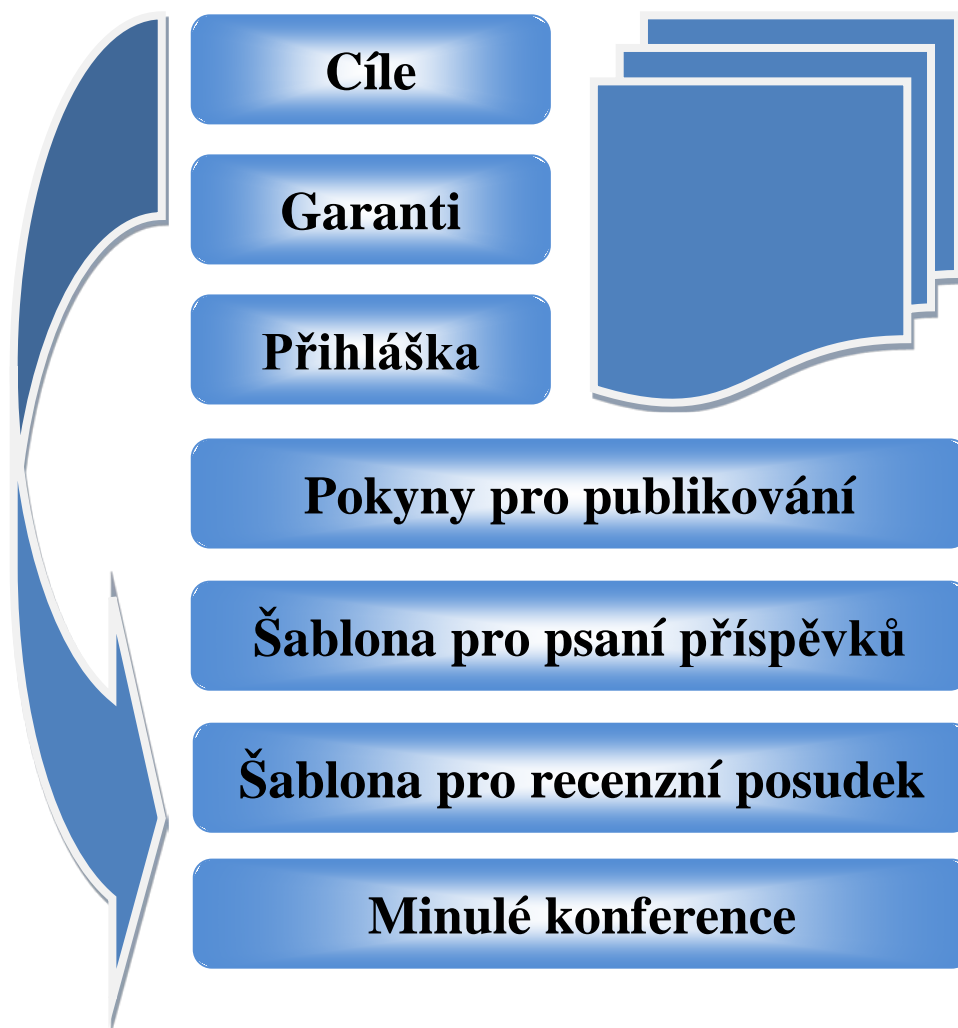 Cíle
Garanti
Přihláška
Pokyny pro publikování
Šablona pro psaní příspěvků
Šablona pro recenzní posudek
Minulé konference